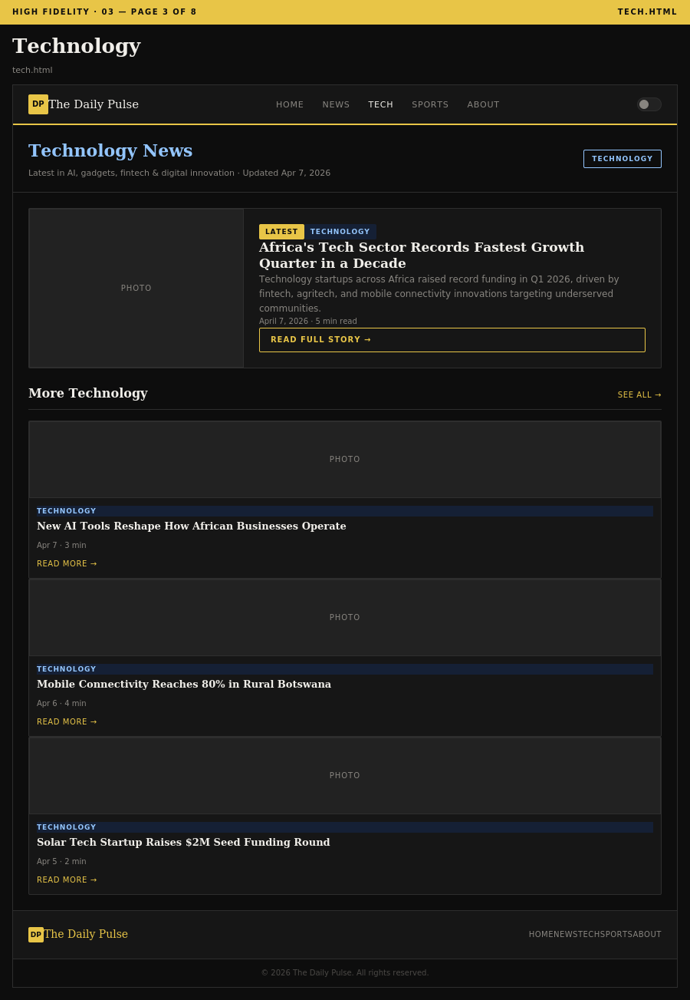 HIGH FIDELITY · 03 — PAGE 3 OF 8
TECH.HTML
Technology
tech.html
DP The Daily Pulse
HOME NEWS TECH SPORTS ABOUT
Technology News
Latest in AI, gadgets, fintech & digital innovation · Updated Apr 7, 2026
TECHNOLOGY
PHOTO
LATEST TECHNOLOGY
Africa's Tech Sector Records Fastest Growth
Quarter in a Decade
Technology startups across Africa raised record funding in Q1 2026, driven by
fintech, agritech, and mobile connectivity innovations targeting underserved
communities.
April 7, 2026 · 5 min read
READ FULL STORY →
More Technology
SEE ALL →
PHOTO
TECHNOLOGY
New AI Tools Reshape How African Businesses Operate
Apr 7 · 3 min
READ MORE →
PHOTO
TECHNOLOGY
Mobile Connectivity Reaches 80% in Rural Botswana
Apr 6 · 4 min
READ MORE →
PHOTO
TECHNOLOGY
Solar Tech Startup Raises $2M Seed Funding Round
Apr 5 · 2 min
READ MORE →
DP The Daily Pulse
HOMENEWSTECHSPORTSABOUT
© 2026 The Daily Pulse. All rights reserved.